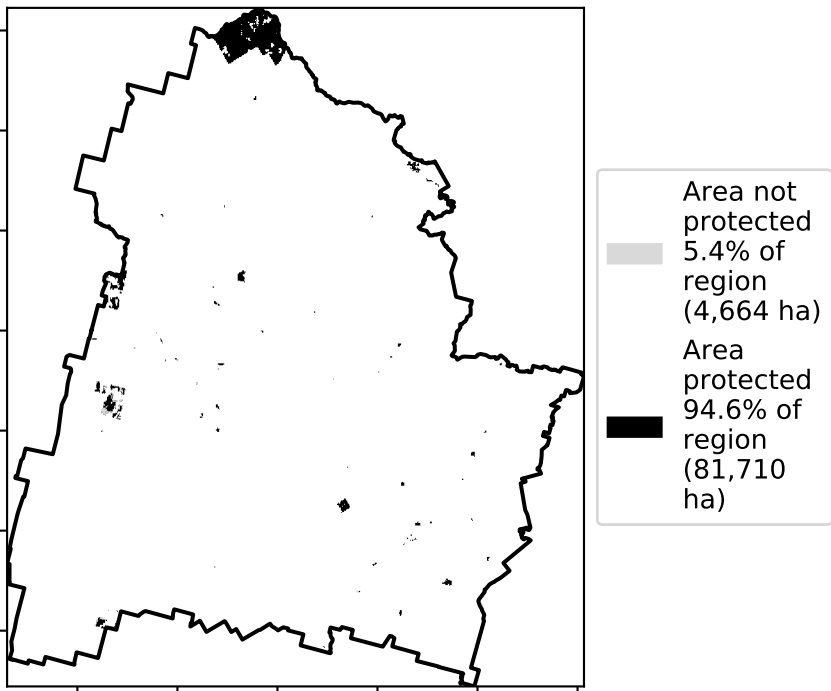 Area not
protected
5.4% of
region
(4,664 ha)
Area
protected
94.6% of
region
(81,710
ha)